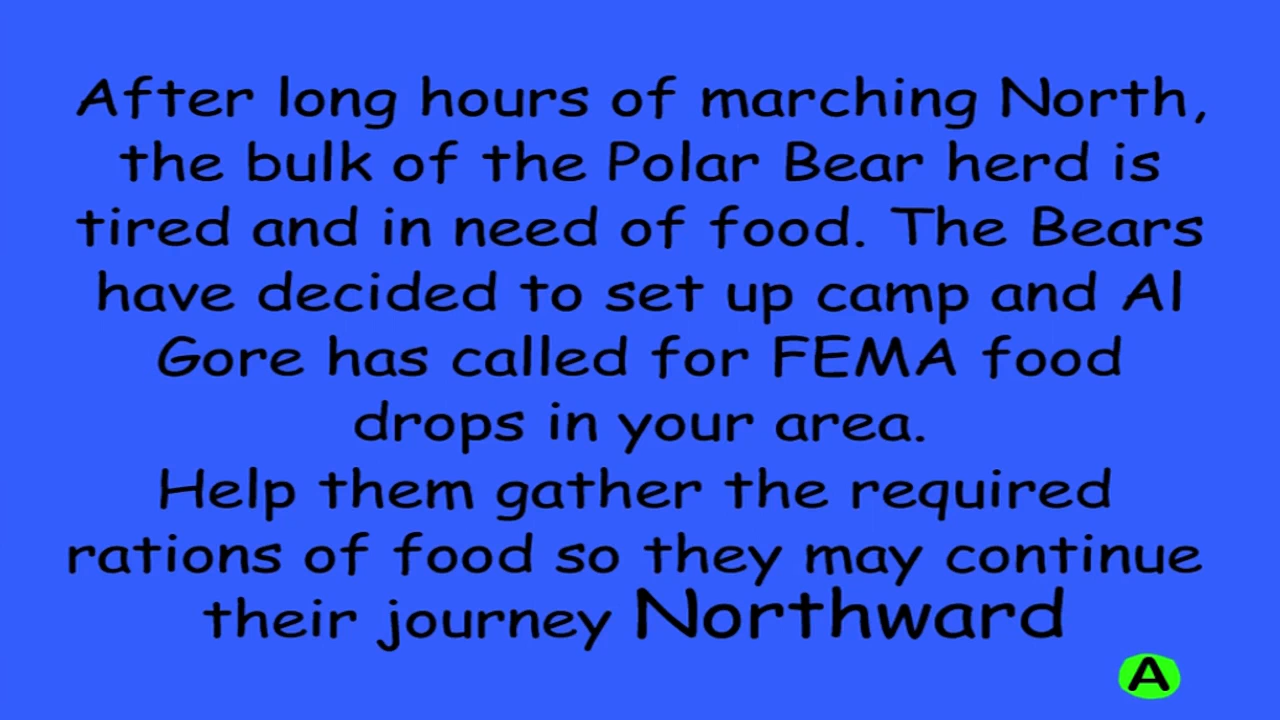 After long hours of marching North,
the bulk of the Polar Bear herd is
tired and in need of food. The Bears
have decided to set up camp and Al
Gore has called for FEMA food
drops in your area.
Help them gather the required
rations of food so they may continue
their journey Northward
A